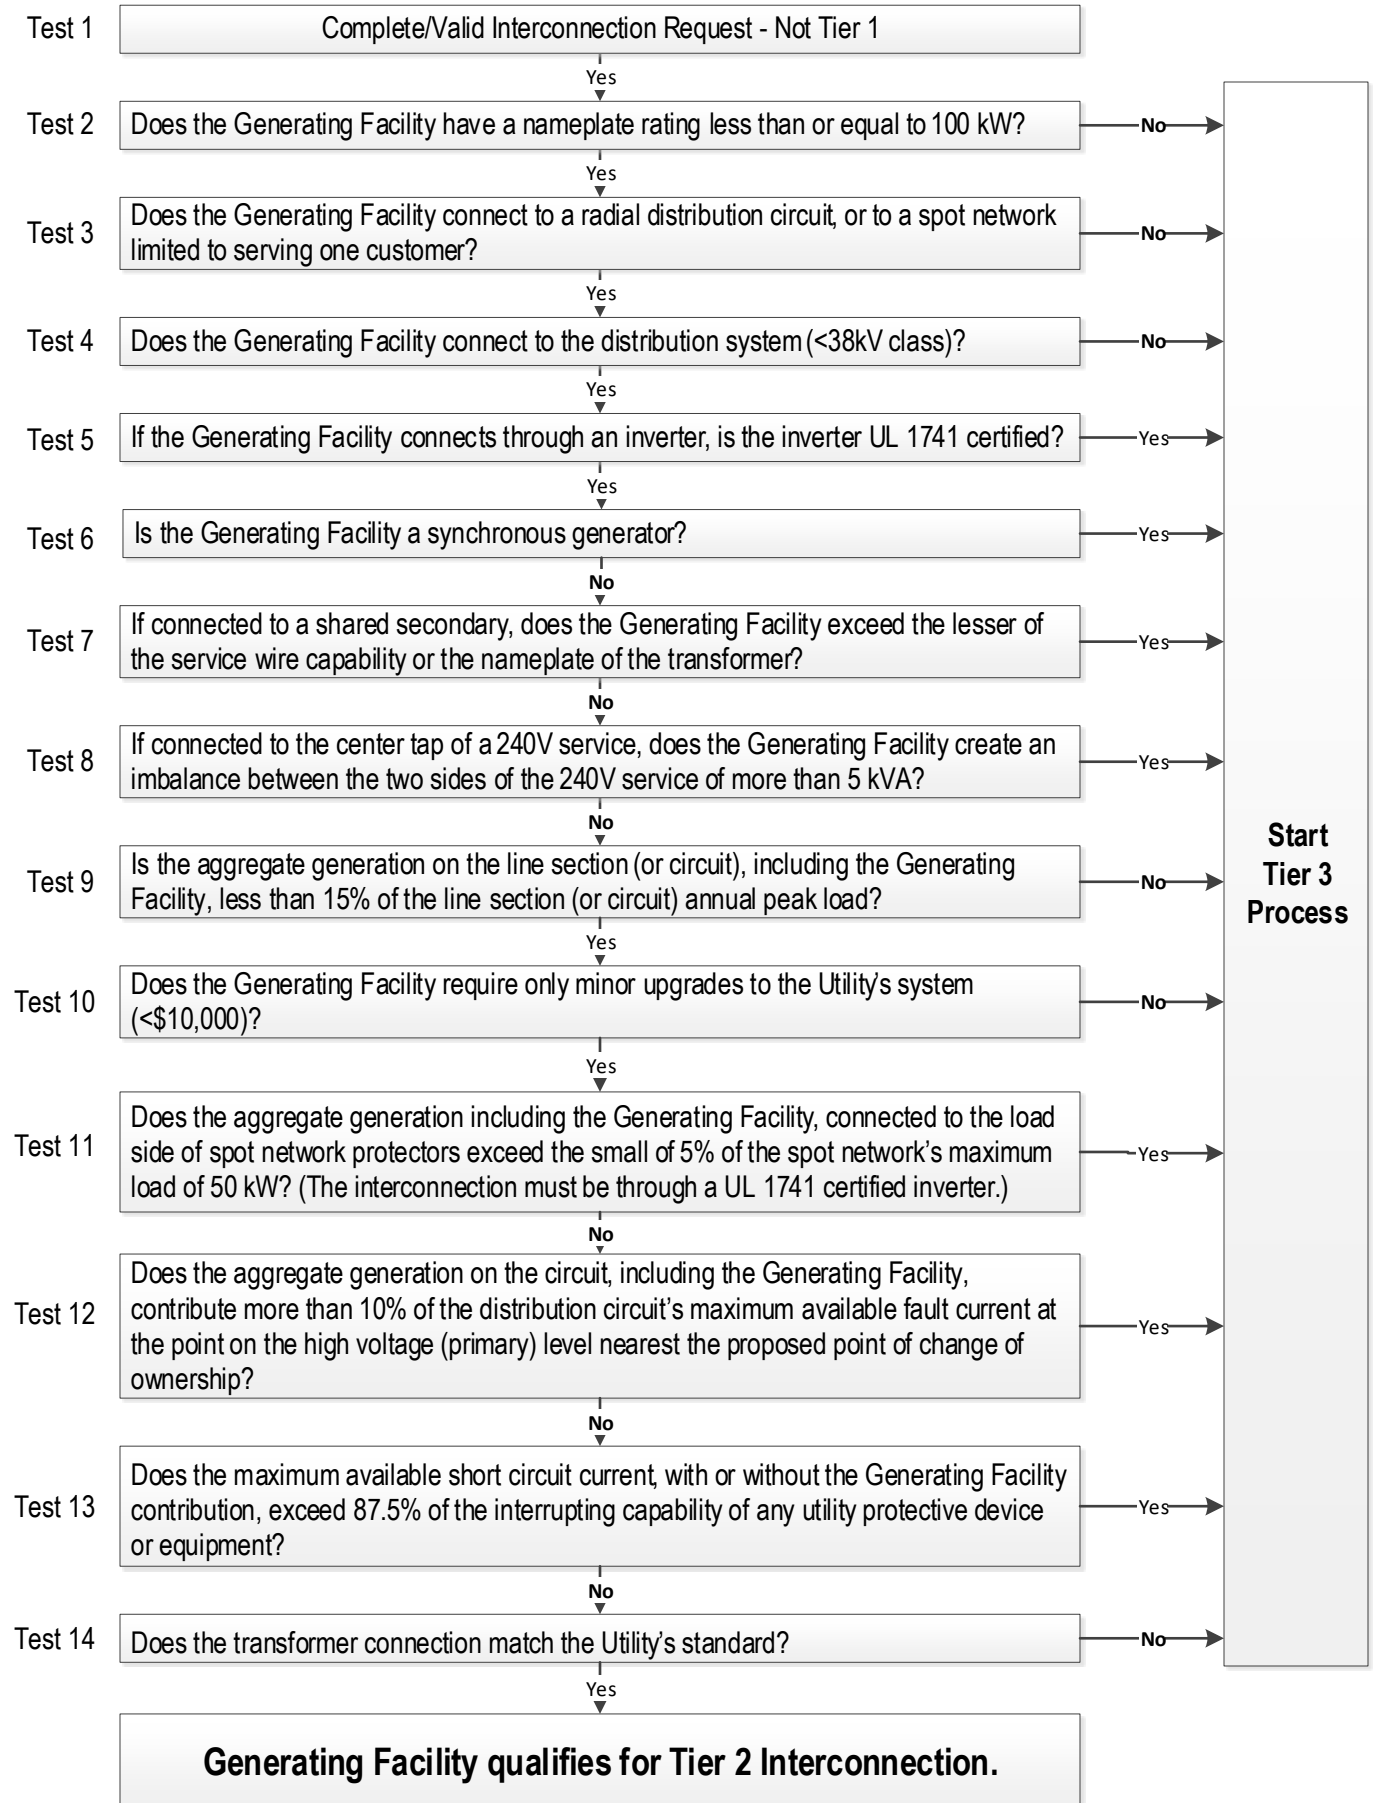 Test 1
Complete/Valid Interconnection Request - Not Tier 1
Yes
Test 2
Does the Generating Facility have a nameplate rating less than or equal to 100 kW?
No
Yes
Test 3
Does the Generating Facility connect to a radial distribution circuit, or to a spot network
limited to serving one customer?
No
Yes
Test 4
Does the Generating Facility connect to the distribution system (<38kV class)?
No
Yes
Test 5
If the Generating Facility connects through an inverter, is the inverter UL 1741 certified?
Yes
Yes
Test 6
Is the Generating Facility a synchronous generator?
Yes
No
Test 7
If connected to a shared secondary, does the Generating Facility exceed the lesser of
the service wire capability or the nameplate of the transformer?
Yes
No
Test 8
If connected to the center tap of a 240V service, does the Generating Facility create an
imbalance between the two sides of the 240V service of more than 5 kVA?
Yes
No
Test 9
Is the aggregate generation on the line section (or circuit), including the Generating
Facility, less than 15% of the line section (or circuit) annual peak load?
No
Yes
Test 10
Does the Generating Facility require only minor upgrades to the Utility’s system
(<$10,000)?
No
Yes
Test 11
Does the aggregate generation including the Generating Facility, connected to the load
side of spot network protectors exceed the small of 5% of the spot network’s maximum
load of 50 kW? (The interconnection must be through a UL 1741 certified inverter.)
Yes
No
Test 12
Does the aggregate generation on the circuit, including the Generating Facility,
contribute more than 10% of the distribution circuit’s maximum available fault current at
the point on the high voltage (primary) level nearest the proposed point of change of
ownership?
Yes
No
Test 13
Does the maximum available short circuit current, with or without the Generating Facility
contribution, exceed 87.5% of the interrupting capability of any utility protective device
or equipment?
Yes
No
Test 14
Does the transformer connection match the Utility’s standard?
No
Yes
Generating Facility qualifies for Tier 2 Interconnection.
Start
Tier 3
Process